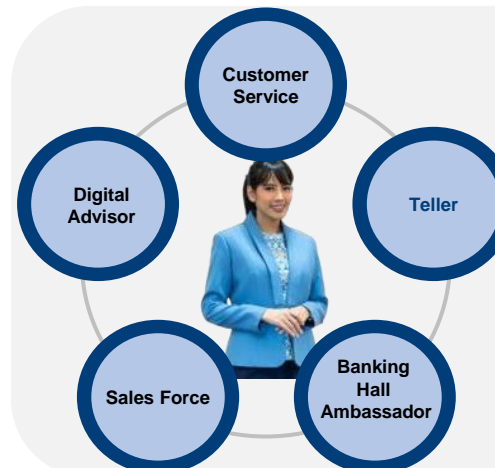 Customer
Service
Teller
Banking
Hall
Ambassador
Sales Force
Digital
Advisor